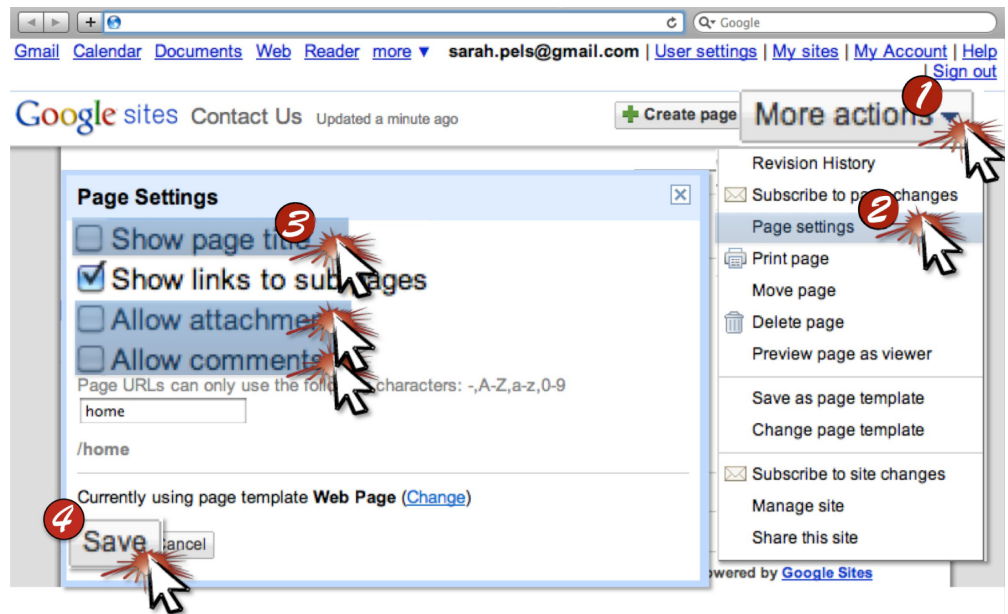 Google
Gmail Calendar Documents Web Reader more ▼ sarah.pels@gmail.com | User settings | My sites | My Account | Help
| Sign out
1
Google sites Contact Us Updated a minute ago Create page More actions
Revision History
Subscribe to page changes
2
Page settings
Print page
Move page
Delete page
Preview page as viewer
Save as page template
Change page template
Subscribe to site changes
Manage site
Share this site
Page Settings
3
Show page title
Show links to sub-pages
Allow attachments
Allow comments
Page URLs can only use the following characters: -,A-Z,a-z,0-9
home
/home
Currently using page template Web Page (Change)
4
Save Cancel
Powered by Google Sites